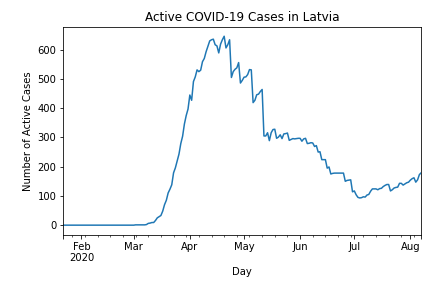 Active COVID-19 Cases in Latvia
Number of Active Cases
600
500
400
300
200
100
0
Feb Mar Apr May Jun Jul Aug
2020
Day